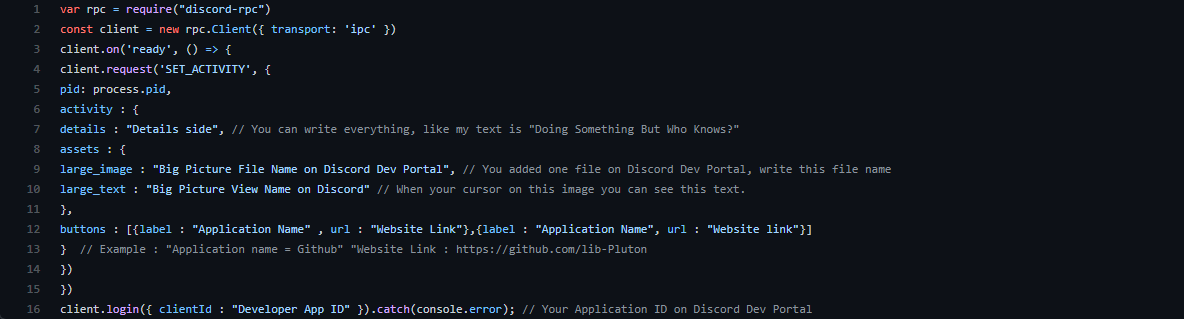 1 var rpc = require("discord-rpc")
2 const client = new rpc.Client({ transport: 'ipc' })
3 client.on('ready', () => {
4 client.request('SET_ACTIVITY', {
5 pid: process.pid,
6 activity : {
7 details : "Details side", // You can write everything, like my text is "Doing Something But Who Knows?"
8 assets : {
9 large_image : "Big Picture File Name on Discord Dev Portal", // You added one file on Discord Dev Portal, write this file name
10 large_text : "Big Picture View Name on Discord" // When your cursor on this image you can see this text.
11 },
12 buttons : [{label : "Application Name" , url : "Website Link"},{label : "Application Name", url : "Website link"}]
13 }  // Example : "Application name = Github" "Website Link : https://github.com/lib-Pluton
14 })
15 })
16 client.login({ clientId : "Developer App ID" }).catch(console.error); // Your Application ID on Discord Dev Portal